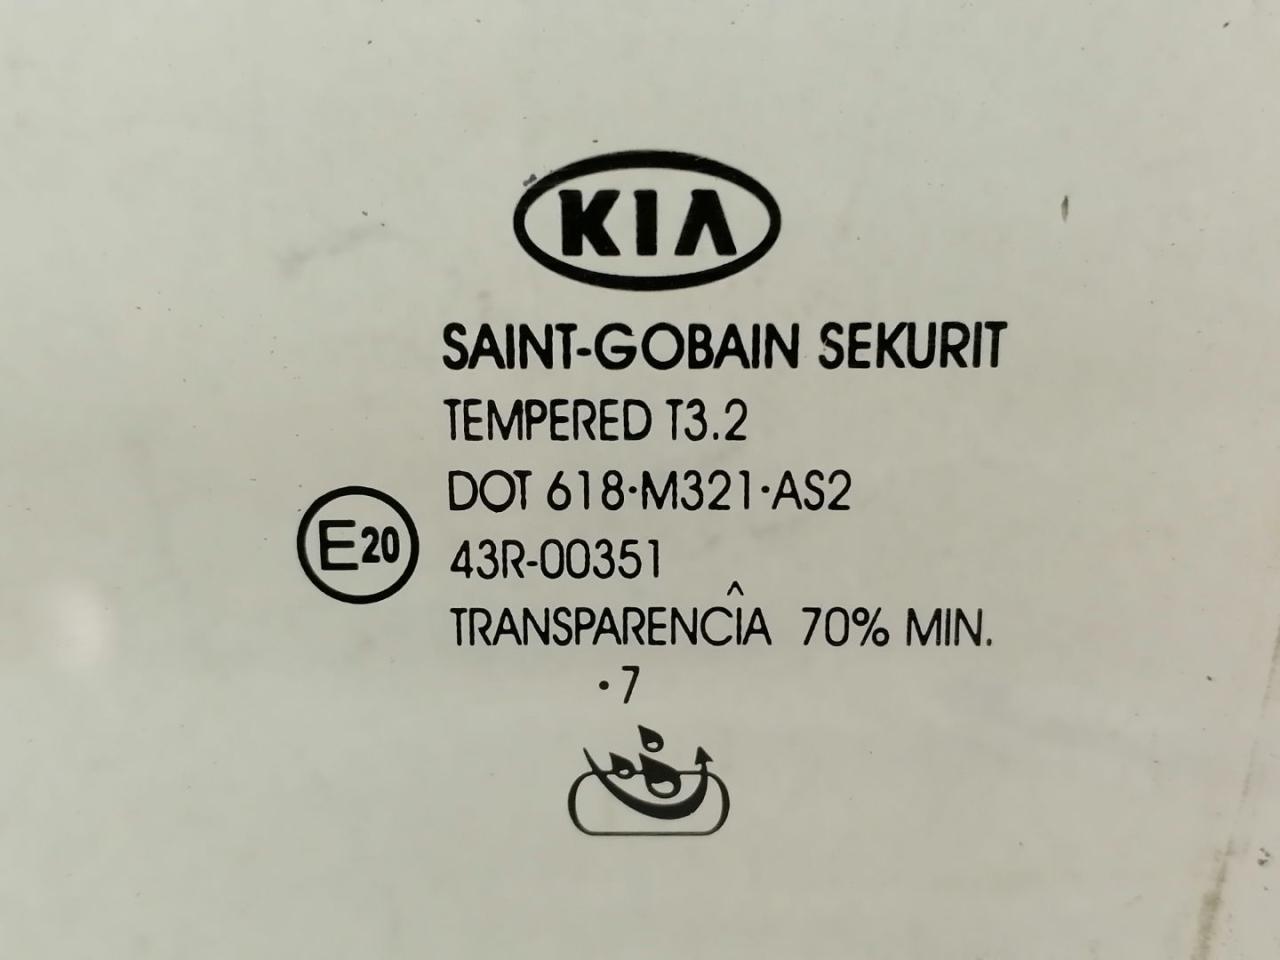 KIA
SAINT-GOBAIN SEKURIT
TEMPERED T3.2
DOT 618·M321·AS2
E20
43R-00351
TRANSPARENCÎA 70% MIN.
·7